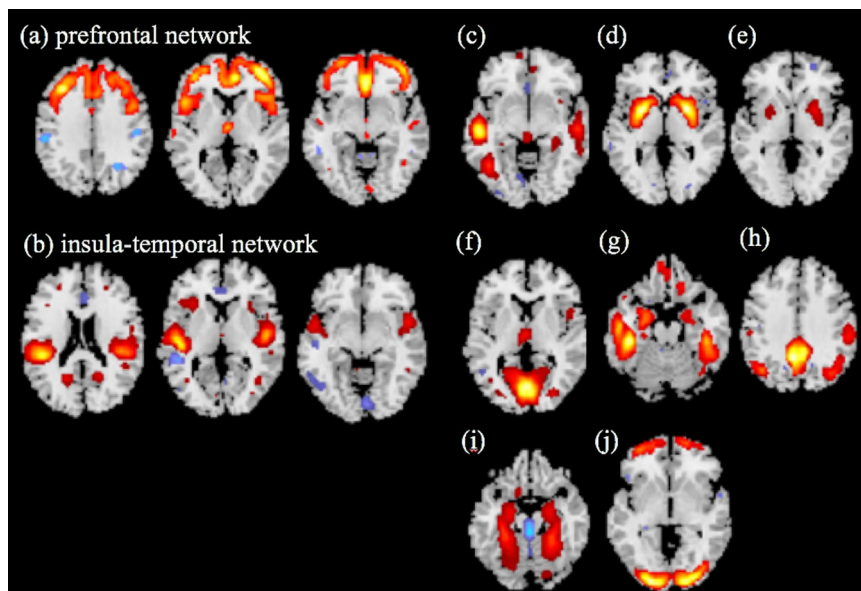 (a) prefrontal network
(c)
(d)
(e)
(b) insula-temporal network
(f)
(g)
(h)
(i)
(j)